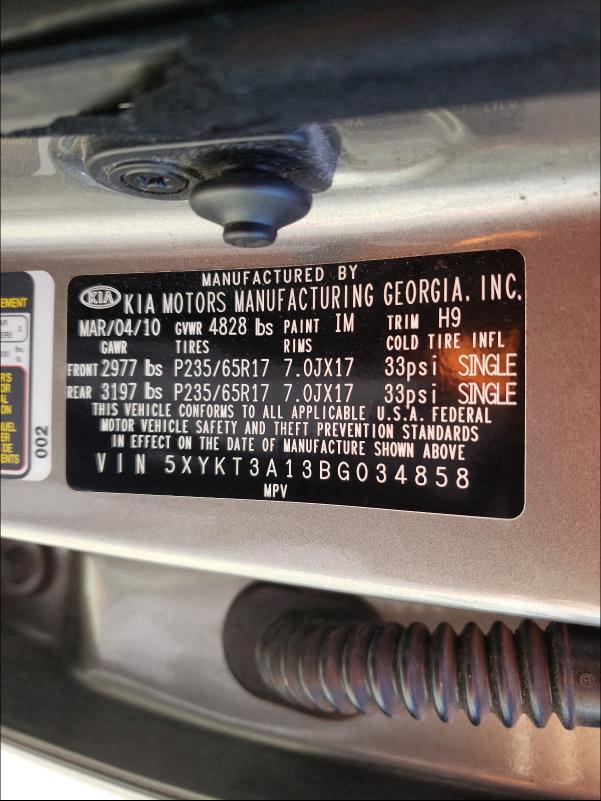 MANUFACTURED BY
KIA KIA MOTORS MANUFACTURING GEORGIA, INC.
MAR/04/10 GVWR 4828 lbs PAINT IM TRIM H9
GAWR TIRES RIMS COLD TIRE INFL
FRONT 2977 lbs P235/65R17 7.0JX17 33psi SINGLE
REAR 3197 lbs P235/65R17 7.0JX17 33psi SINGLE
THIS VEHICLE CONFORMS TO ALL APPLICABLE U.S.A. FEDERAL
MOTOR VEHICLE SAFETY AND THEFT PREVENTION STANDARDS
IN EFFECT ON THE DATE OF MANUFACTURE SHOWN ABOVE
VIN 5XYKT3A13BG034858
MPV
002